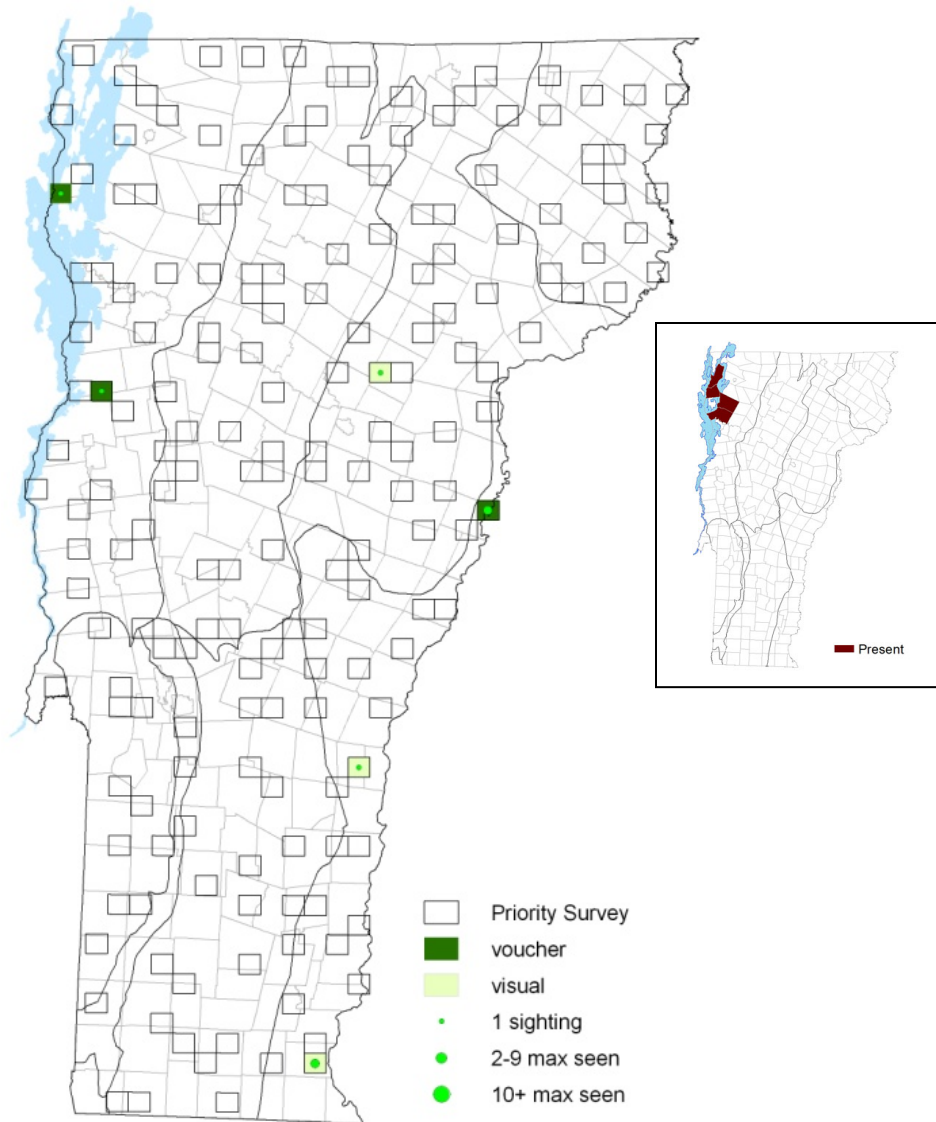 Present
Priority Survey
voucher
visual
1 sighting
2-9 max seen
10+ max seen